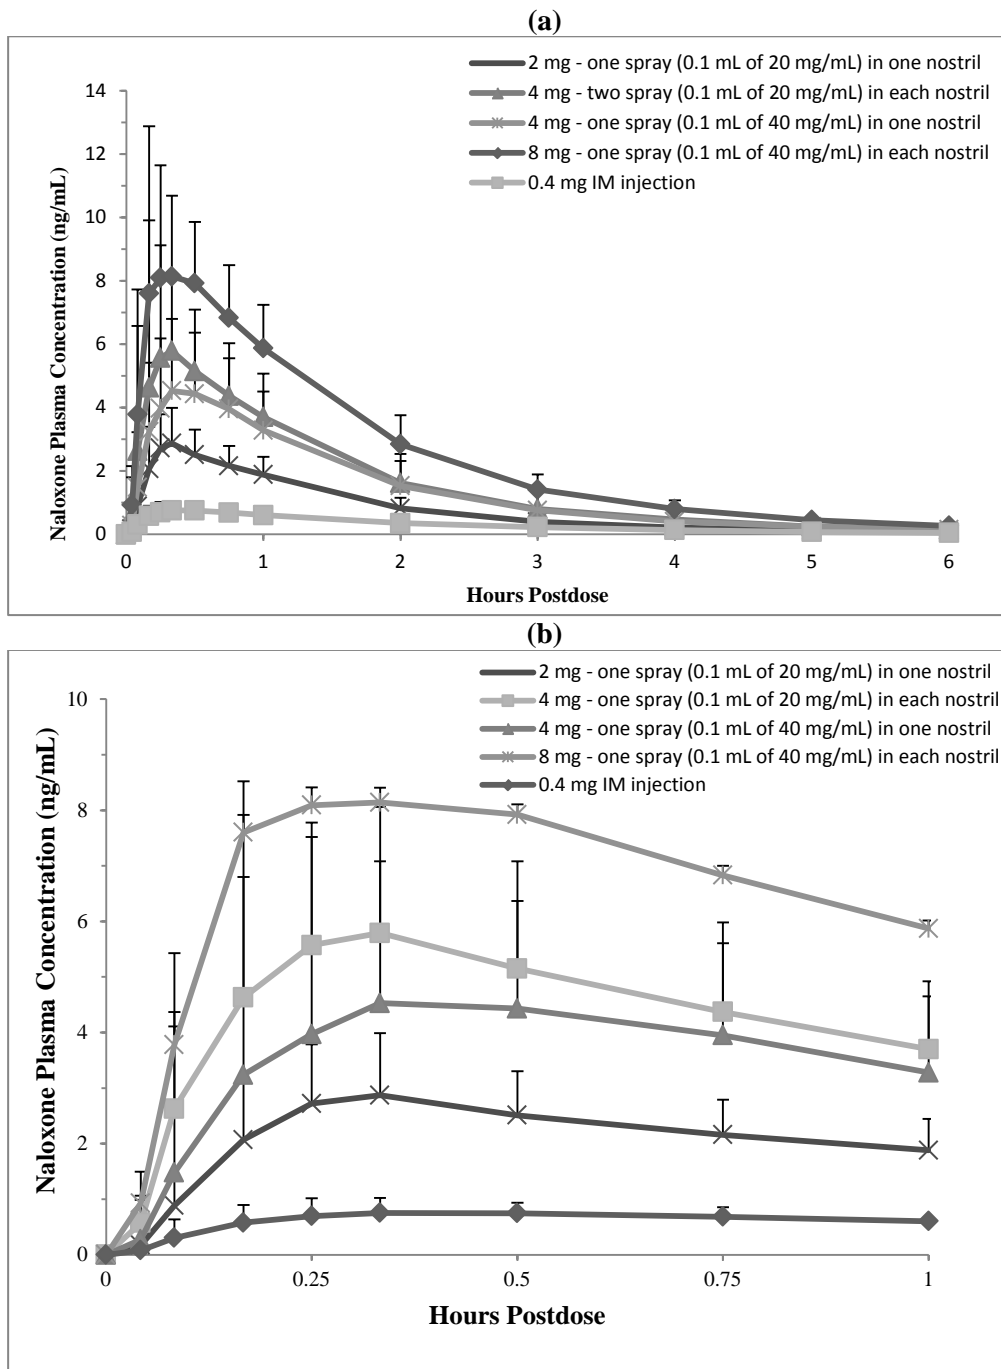 (a)
2 mg - one spray (0.1 mL of 20 mg/mL) in one nostril
4 mg - two spray (0.1 mL of 20 mg/mL) in each nostril
4 mg - one spray (0.1 mL of 40 mg/mL) in one nostril
8 mg - one spray (0.1 mL of 40 mg/mL) in each nostril
0.4 mg IM injection
Naloxone Plasma Concentration (ng/mL)
14
12
10
8
6
4
2
0
0 1 2 3 4 5 6
Hours Postdose
(b)
2 mg - one spray (0.1 mL of 20 mg/mL) in one nostril
4 mg - one spray (0.1 mL of 20 mg/mL) in each nostril
4 mg - one spray (0.1 mL of 40 mg/mL) in one nostril
8 mg - one spray (0.1 mL of 40 mg/mL) in each nostril
0.4 mg IM injection
Naloxone Plasma Concentration (ng/mL)
10
8
6
4
2
0
0 0.25 0.5 0.75 1
Hours Postdose